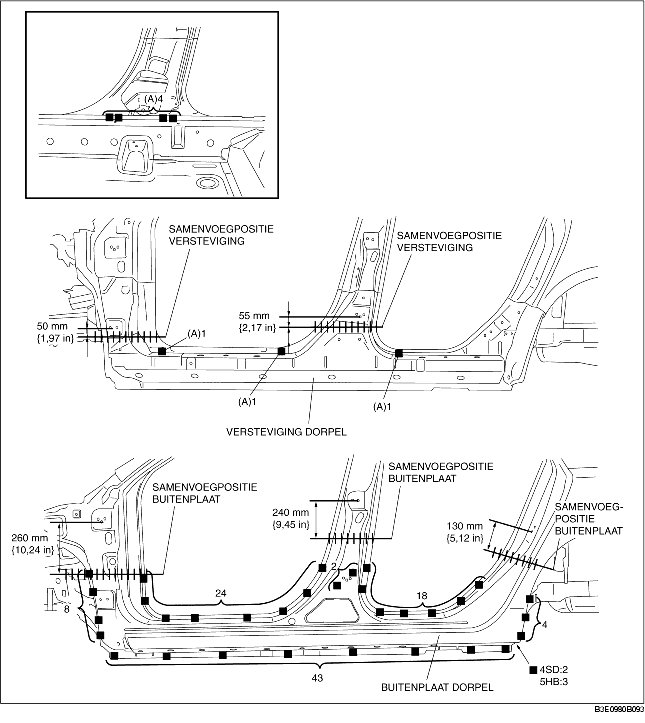 (A)4
SAMENVOEGPOSITIE
VERSTEVIGING
SAMENVOEGPOSITIE
VERSTEVIGING
50 mm
{1,97 in}
55 mm
{2,17 in}
(A)1
(A)1
(A)1
VERSTEVIGING DORPEL
SAMENVOEGPOSITIE
BUITENPLAAT
SAMENVOEGPOSITIE
BUITENPLAAT
SAMENVOEG-
POSITIE
BUITENPLAAT
260 mm
{10,24 in}
240 mm
{9,45 in}
130 mm
{5,12 in}
24
2
18
8
4
43
BUITENPLAAT DORPEL
4SD:2
5HB:3
B3E0980B093